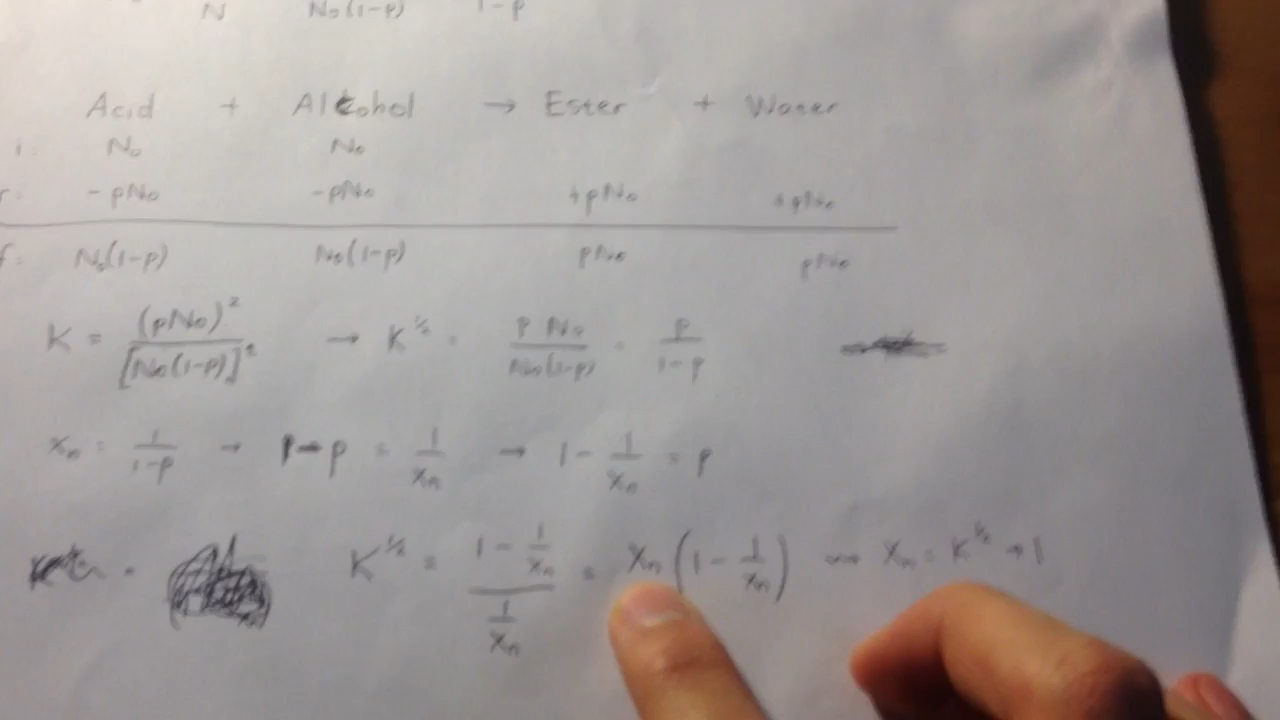 N N₀(1-p) 1-p
Acid + Alcohol → Ester + Water
i: N₀ N₀
r: -pN₀ -pN₀ +pN₀ +pN₀
f: N₀(1-p) N₀(1-p) pN₀ pN₀
K = (pN₀)² / [N₀(1-p)]² → K^½ = p N₀ / N₀(1-p) = p / 1-p
xn = 1 / 1-p → 1-p = 1 / xn → 1 - 1 / xn = p
K^½ = (1 - 1 / xn) / (1 / xn) = xn (1 - 1 / xn) → xn = K^½ + 1